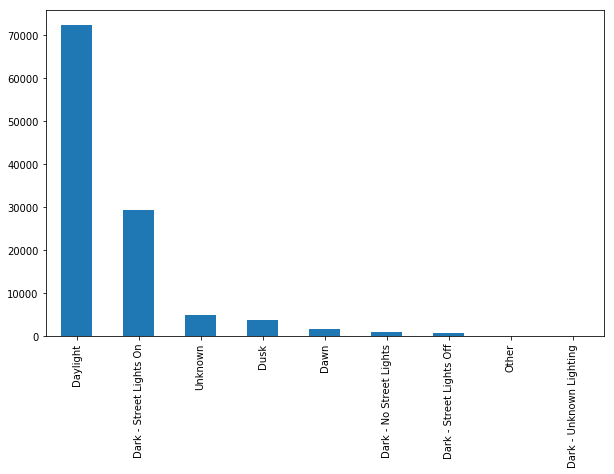 70000
60000
50000
40000
30000
20000
10000
0
Daylight
Dark - Street Lights On
Unknown
Dusk
Dawn
Dark - No Street Lights
Dark - Street Lights Off
Other
Dark - Unknown Lighting